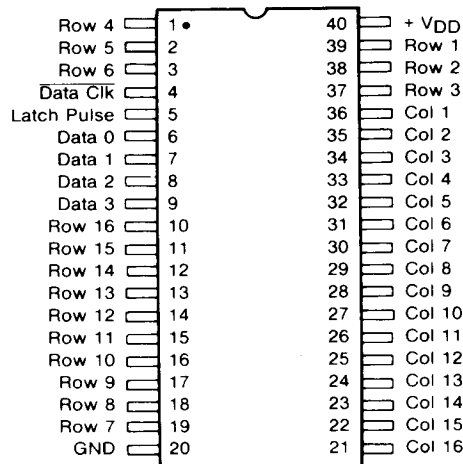 Row 4 1 40 + VDD
Row 5 2 39 Row 1
Row 6 3 38 Row 2
Data Clk 4 37 Row 3
Latch Pulse 5 36 Col 1
Data 0 6 35 Col 2
Data 1 7 34 Col 3
Data 2 8 33 Col 4
Data 3 9 32 Col 5
Row 16 10 31 Col 6
Row 15 11 30 Col 7
Row 14 12 29 Col 8
Row 13 13 28 Col 9
Row 12 14 27 Col 10
Row 11 15 26 Col 11
Row 10 16 25 Col 12
Row 9 17 24 Col 13
Row 8 18 23 Col 14
Row 7 19 22 Col 15
GND 20 21 Col 16